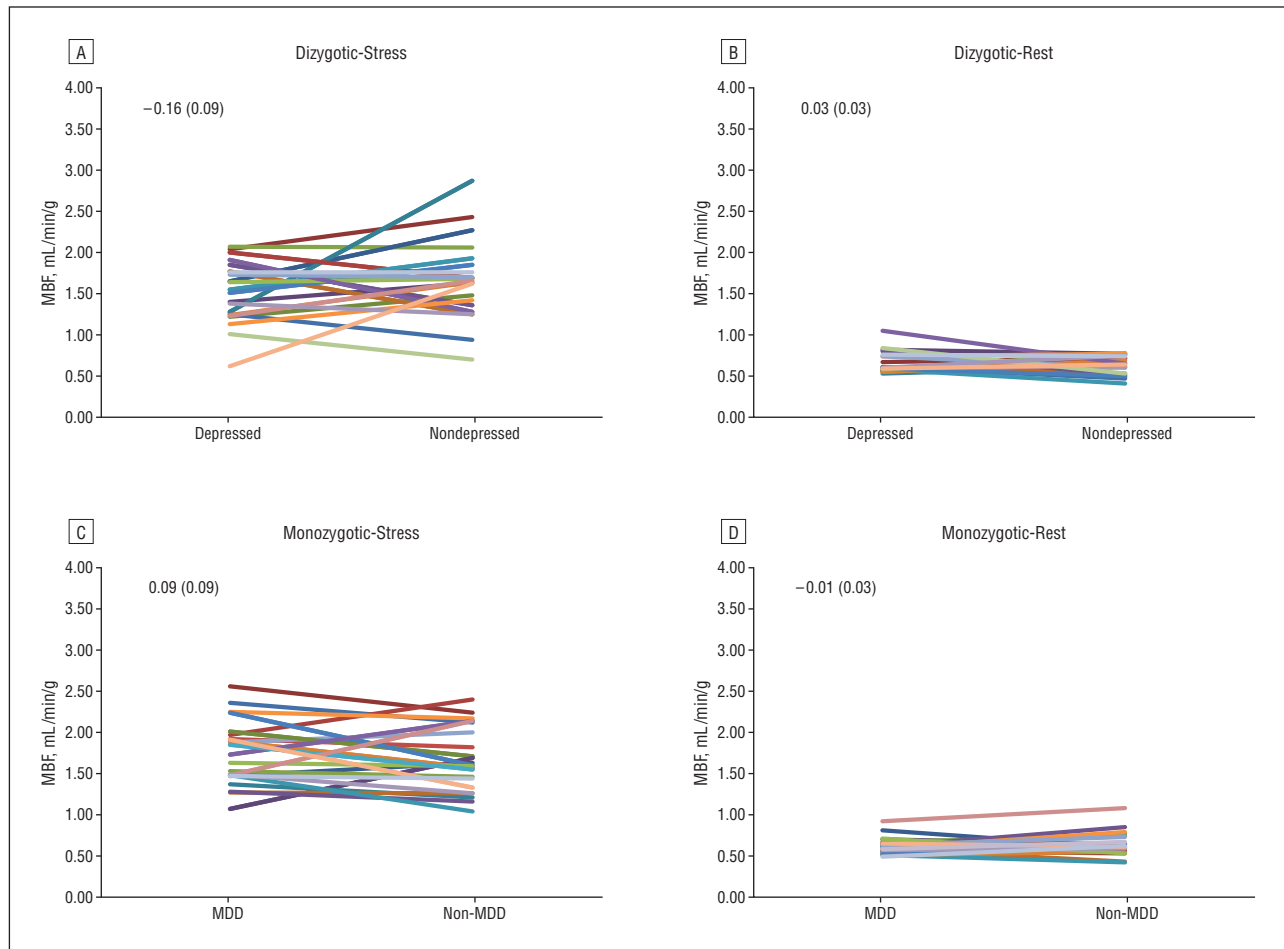 A
Dizygotic-Stress
−0.16 (0.09)
MBF, mL/min/g
4.00
3.50
3.00
2.50
2.00
1.50
1.00
0.50
0.00
Depressed Nondepressed
B
Dizygotic-Rest
0.03 (0.03)
MBF, mL/min/g
4.00
3.50
3.00
2.50
2.00
1.50
1.00
0.50
0.00
Depressed Nondepressed
C
Monozygotic-Stress
0.09 (0.09)
MBF, mL/min/g
4.00
3.50
3.00
2.50
2.00
1.50
1.00
0.50
0.00
MDD Non-MDD
D
Monozygotic-Rest
−0.01 (0.03)
MBF, mL/min/g
4.00
3.50
3.00
2.50
2.00
1.50
1.00
0.50
0.00
MDD Non-MDD